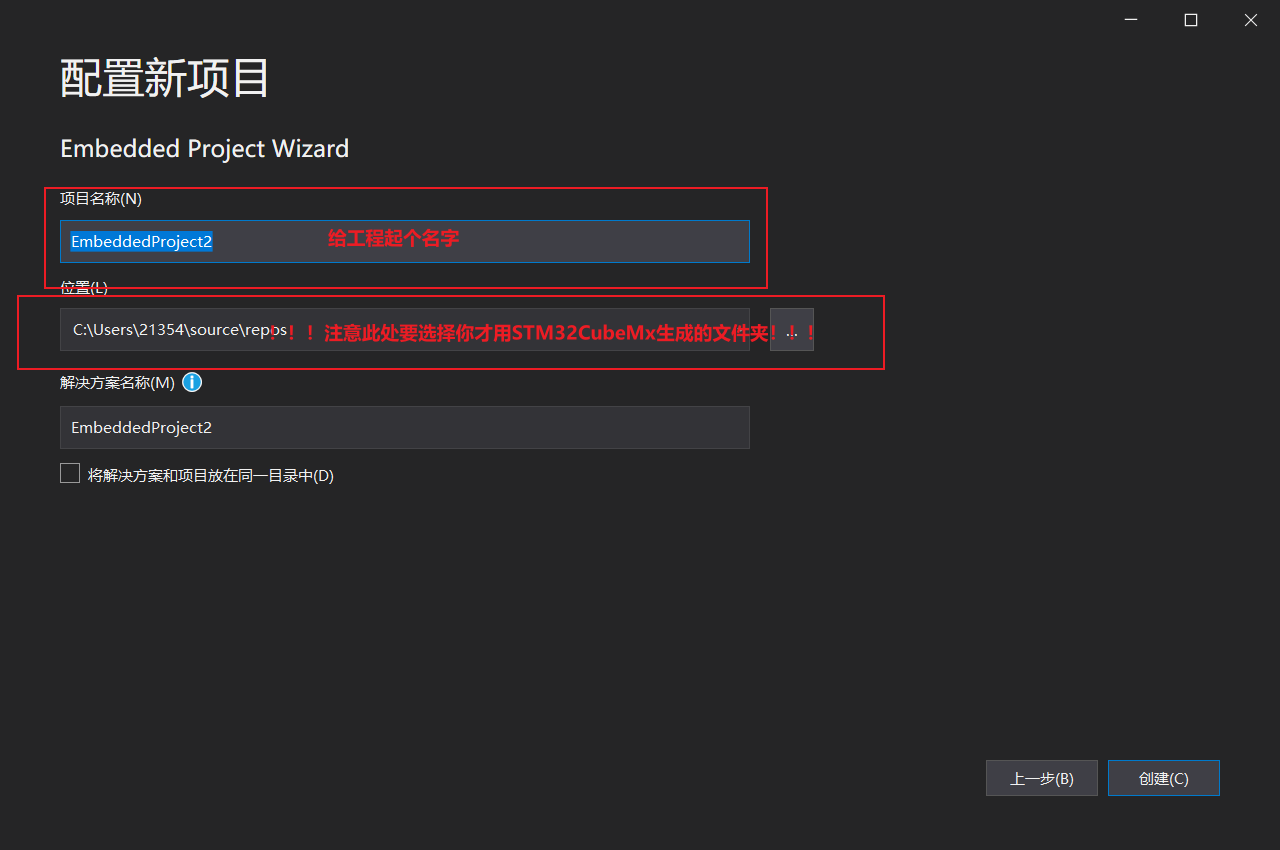 配置新项目
Embedded Project Wizard
项目名称(N)
EmbeddedProject2
给工程起个名字
位置(L)
C:\Users\21354\source\repos
！！！注意此处要选择你才用STM32CubeMx生成的文件夹！！！
...
解决方案名称(M)
EmbeddedProject2
将解决方案和项目放在同一目录中(D)
上一步(B)
创建(C)